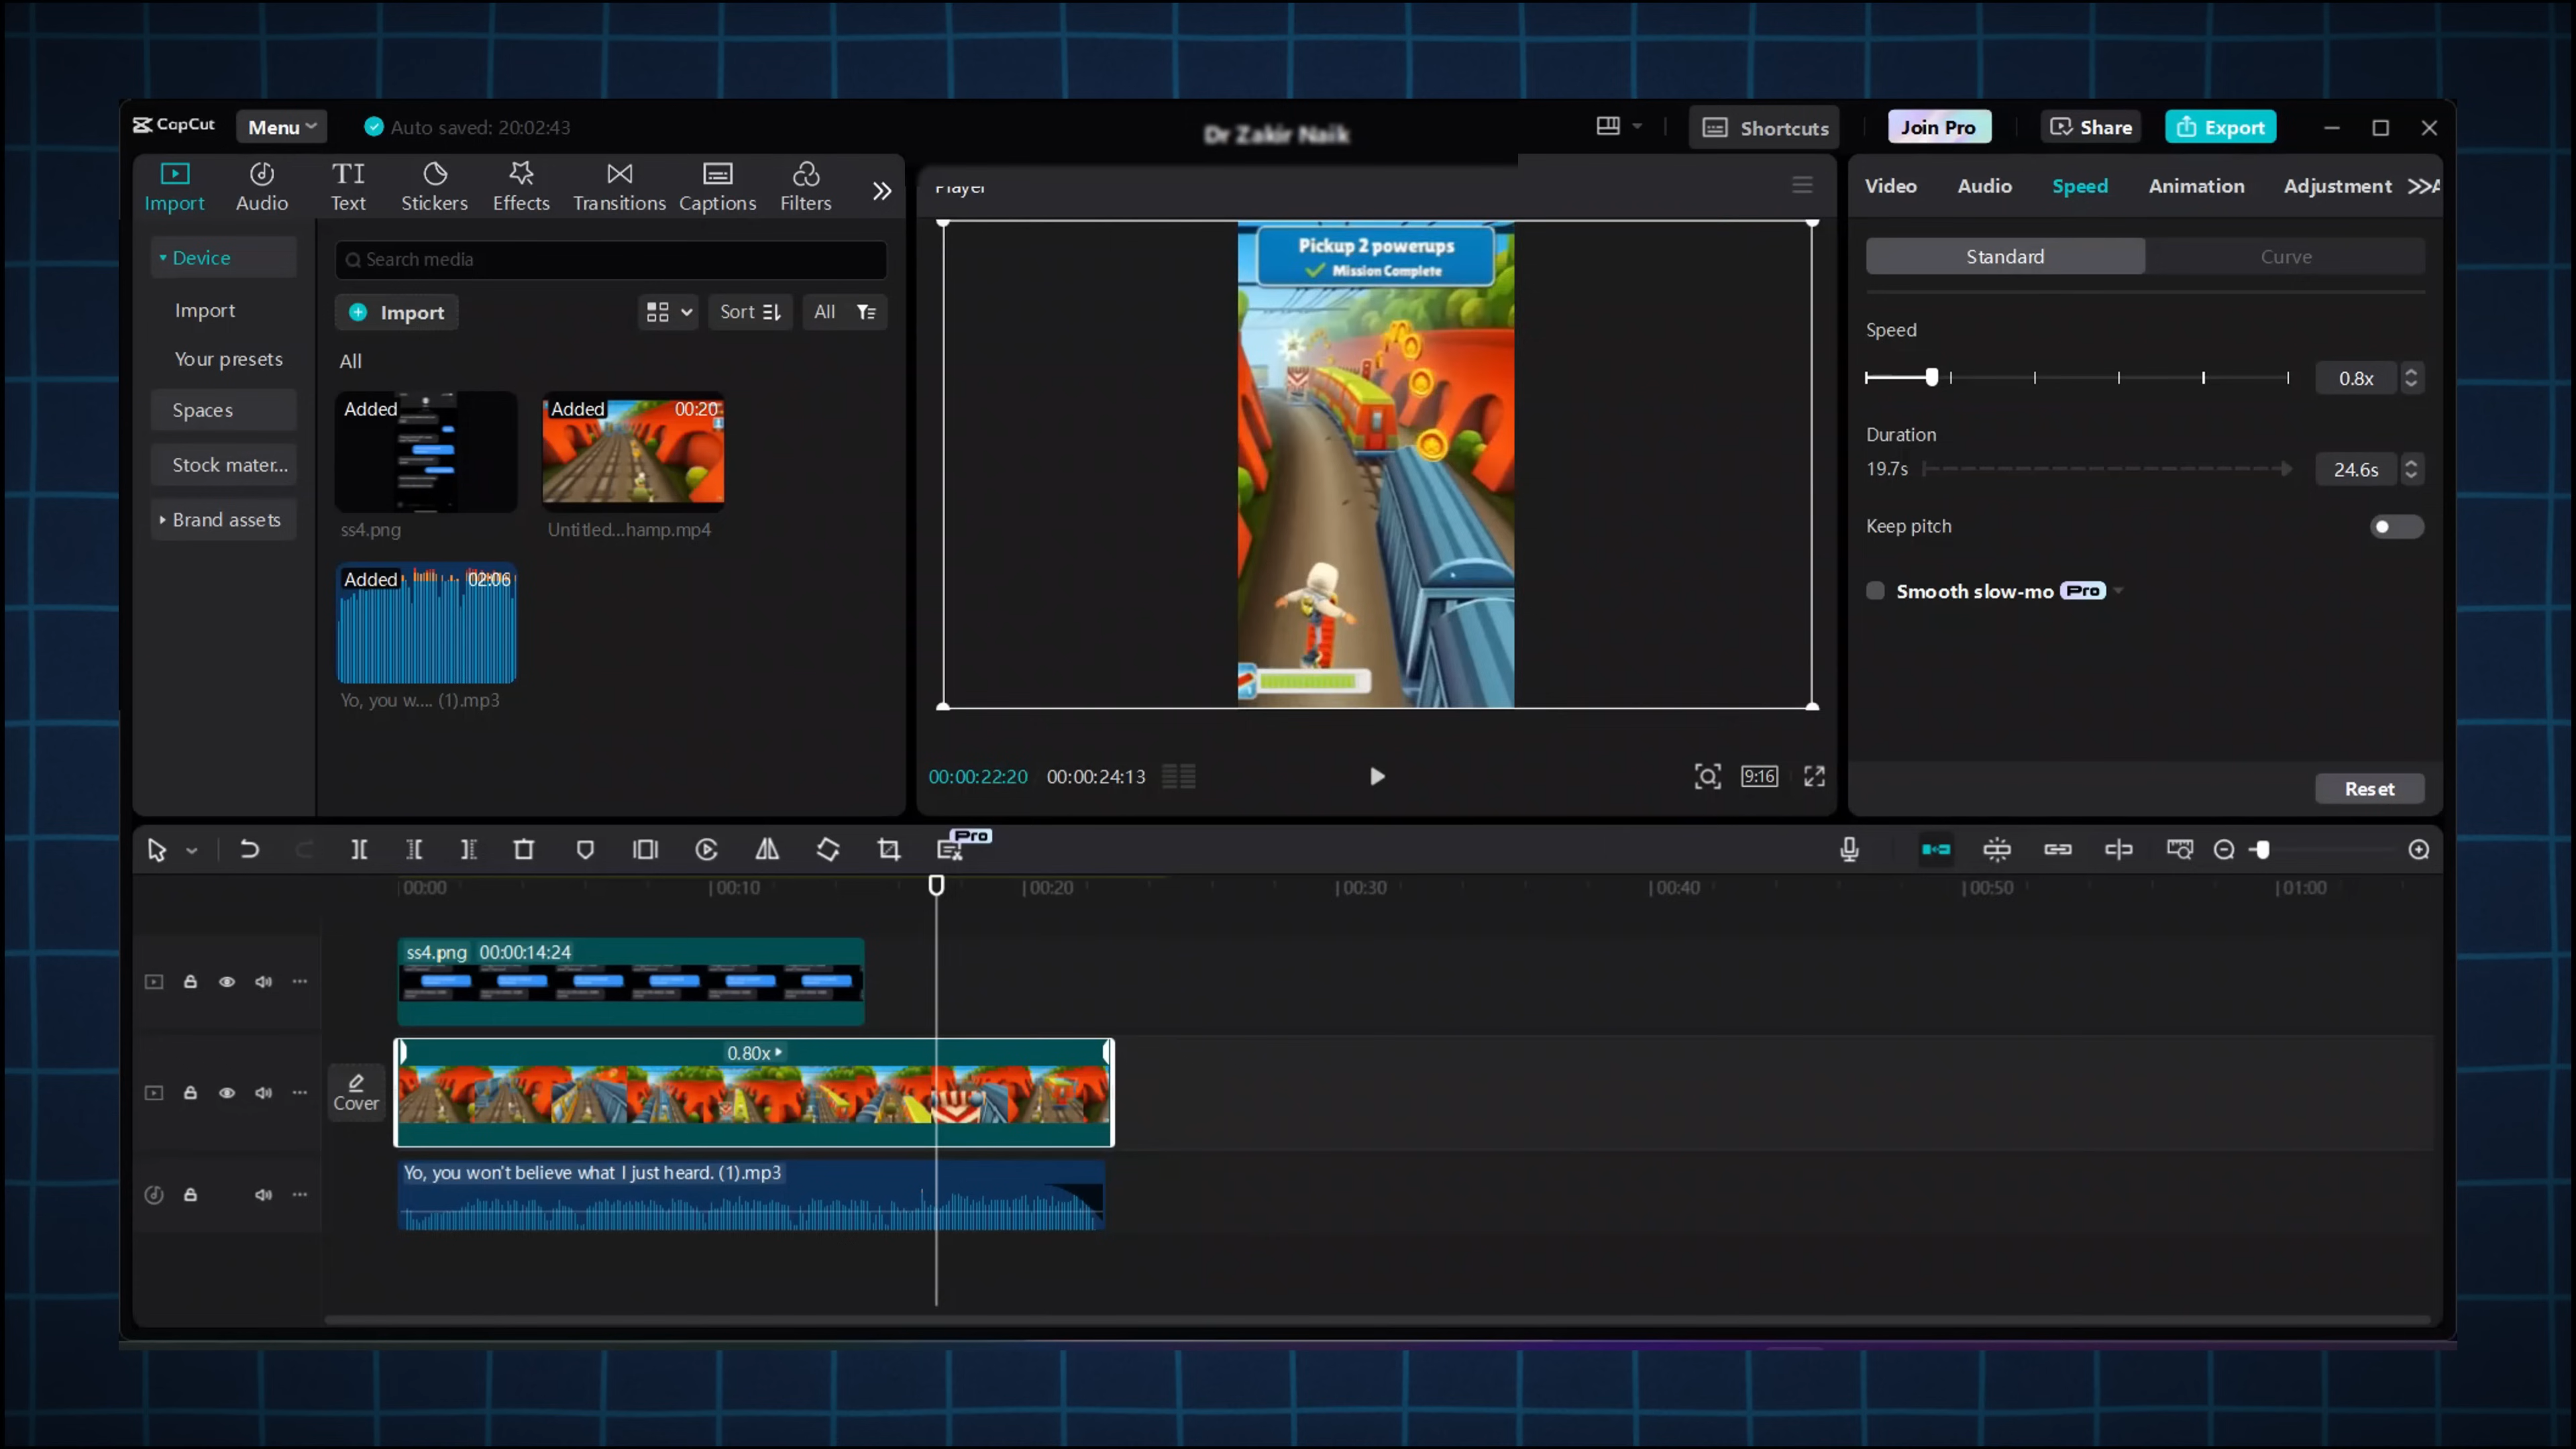 CapCut Menu Auto saved: 20:02:43 Dr Zakir Naik Shortcuts Join Pro Share Export
Import Audio Text Stickers Effects Transitions Captions Filters
TI
Player
Video Audio Speed Animation Adjustment
Device
Import
Your presets
Spaces
Stock mater...
Brand assets
Search media
Import Sort All
All
Added
ss4.png
Added 00:20
Untitled...hamp.mp4
Added 02:06
Yo, you w.... (1).mp3
Pickup 2 powerups
Mission Complete
00:00:22:20 00:00:24:13 9:16
Standard Curve
Speed
0.8x
Duration
19.7s 24.6s
Keep pitch
Smooth slow-mo Pro
Reset
Pro
00:00 00:10 00:20 00:30 00:40 00:50 01:00
ss4.png 00:00:14:24
Cover
0.80x
Yo, you won't believe what I just heard. (1).mp3